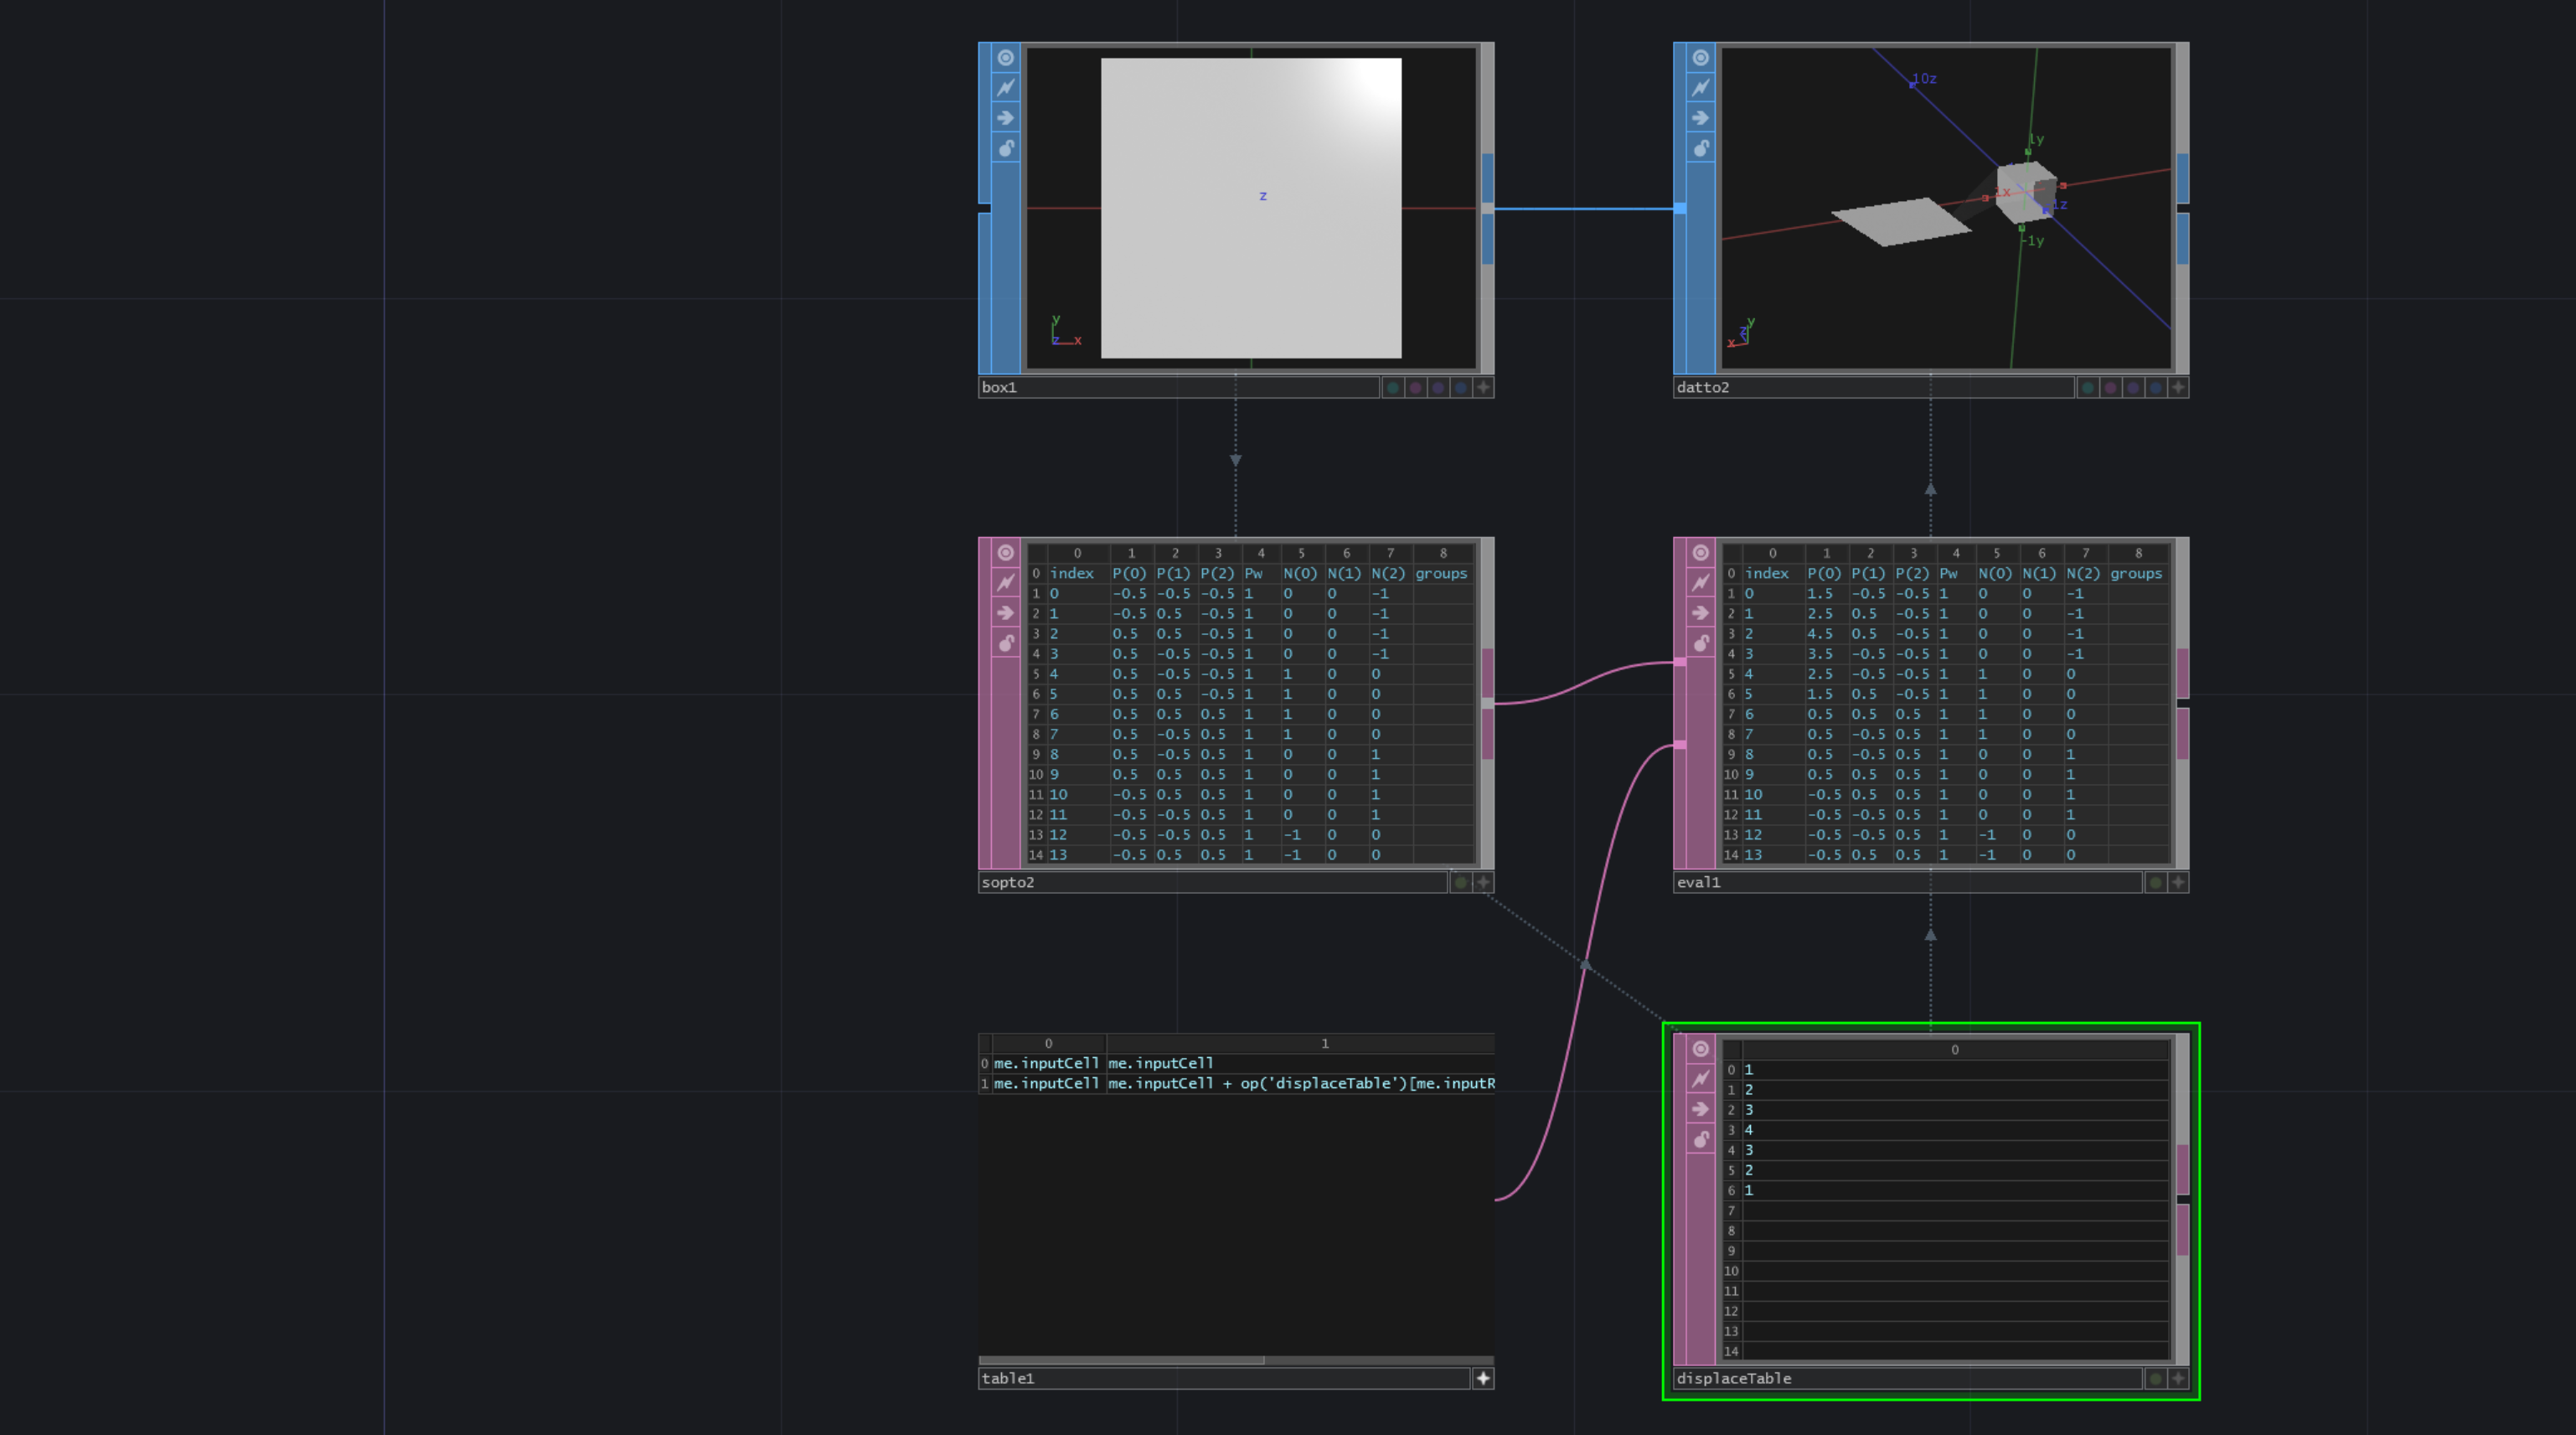 z
y
z x
box1
10z
1y
1x
1z
-1y
y
z
x
datto2
0 1 2 3 4 5 6 7 8
0 index P(0) P(1) P(2) Pw N(0) N(1) N(2) groups
1 0 -0.5 -0.5 -0.5 1 0 0 -1
2 1 -0.5 0.5 -0.5 1 0 0 -1
3 2 0.5 0.5 -0.5 1 0 0 -1
4 3 0.5 -0.5 -0.5 1 0 0 -1
5 4 0.5 -0.5 -0.5 1 1 0 0
6 5 0.5 0.5 -0.5 1 1 0 0
7 6 0.5 0.5 0.5 1 1 0 0
8 7 0.5 -0.5 0.5 1 1 0 0
9 8 0.5 -0.5 0.5 1 0 0 1
10 9 0.5 0.5 0.5 1 0 0 1
11 10 -0.5 0.5 0.5 1 0 0 1
12 11 -0.5 -0.5 0.5 1 0 0 1
13 12 -0.5 -0.5 0.5 1 -1 0 0
14 13 -0.5 0.5 0.5 1 -1 0 0
sopto2
0 1 2 3 4 5 6 7 8
0 index P(0) P(1) P(2) Pw N(0) N(1) N(2) groups
1 0 1.5 -0.5 -0.5 1 0 0 -1
2 1 2.5 0.5 -0.5 1 0 0 -1
3 2 4.5 0.5 -0.5 1 0 0 -1
4 3 3.5 -0.5 -0.5 1 0 0 -1
5 4 2.5 -0.5 -0.5 1 1 0 0
6 5 1.5 0.5 -0.5 1 1 0 0
7 6 0.5 0.5 0.5 1 1 0 0
8 7 0.5 -0.5 0.5 1 1 0 0
9 8 0.5 -0.5 0.5 1 0 0 1
10 9 0.5 0.5 0.5 1 0 0 1
11 10 -0.5 0.5 0.5 1 0 0 1
12 11 -0.5 -0.5 0.5 1 0 0 1
13 12 -0.5 -0.5 0.5 1 -1 0 0
14 13 -0.5 0.5 0.5 1 -1 0 0
eval1
0 1
0 me.inputCell me.inputCell
1 me.inputCell me.inputCell + op('displaceTable')[me.inputR
table1
0
0 1
1 2
2 3
3 4
4 3
5 2
6 1
7
8
9
10
11
12
13
14
displaceTable